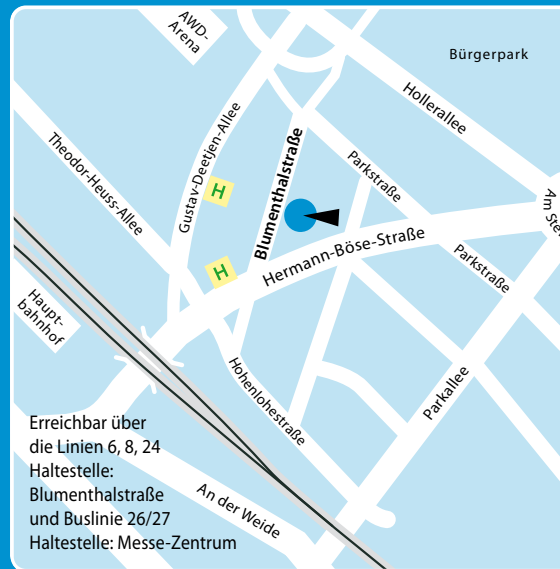 AWD-
Arena
Bürgerpark
Hollerallee
Gustav-Deetjen-Allee
Theodor-Heuss-Allee
Blumenthalstraße
Parkstraße
H
Am
H
Hermann-Böse-Straße
Parkstraße
Haupt-
bahnhof
Hohenlohestraße
Parkallee
Erreichbar über
die Linien 6, 8, 24
Haltestelle:
Blumenthalstraße
und Buslinie 26/27
Haltestelle: Messe-Zentrum
An der Weide